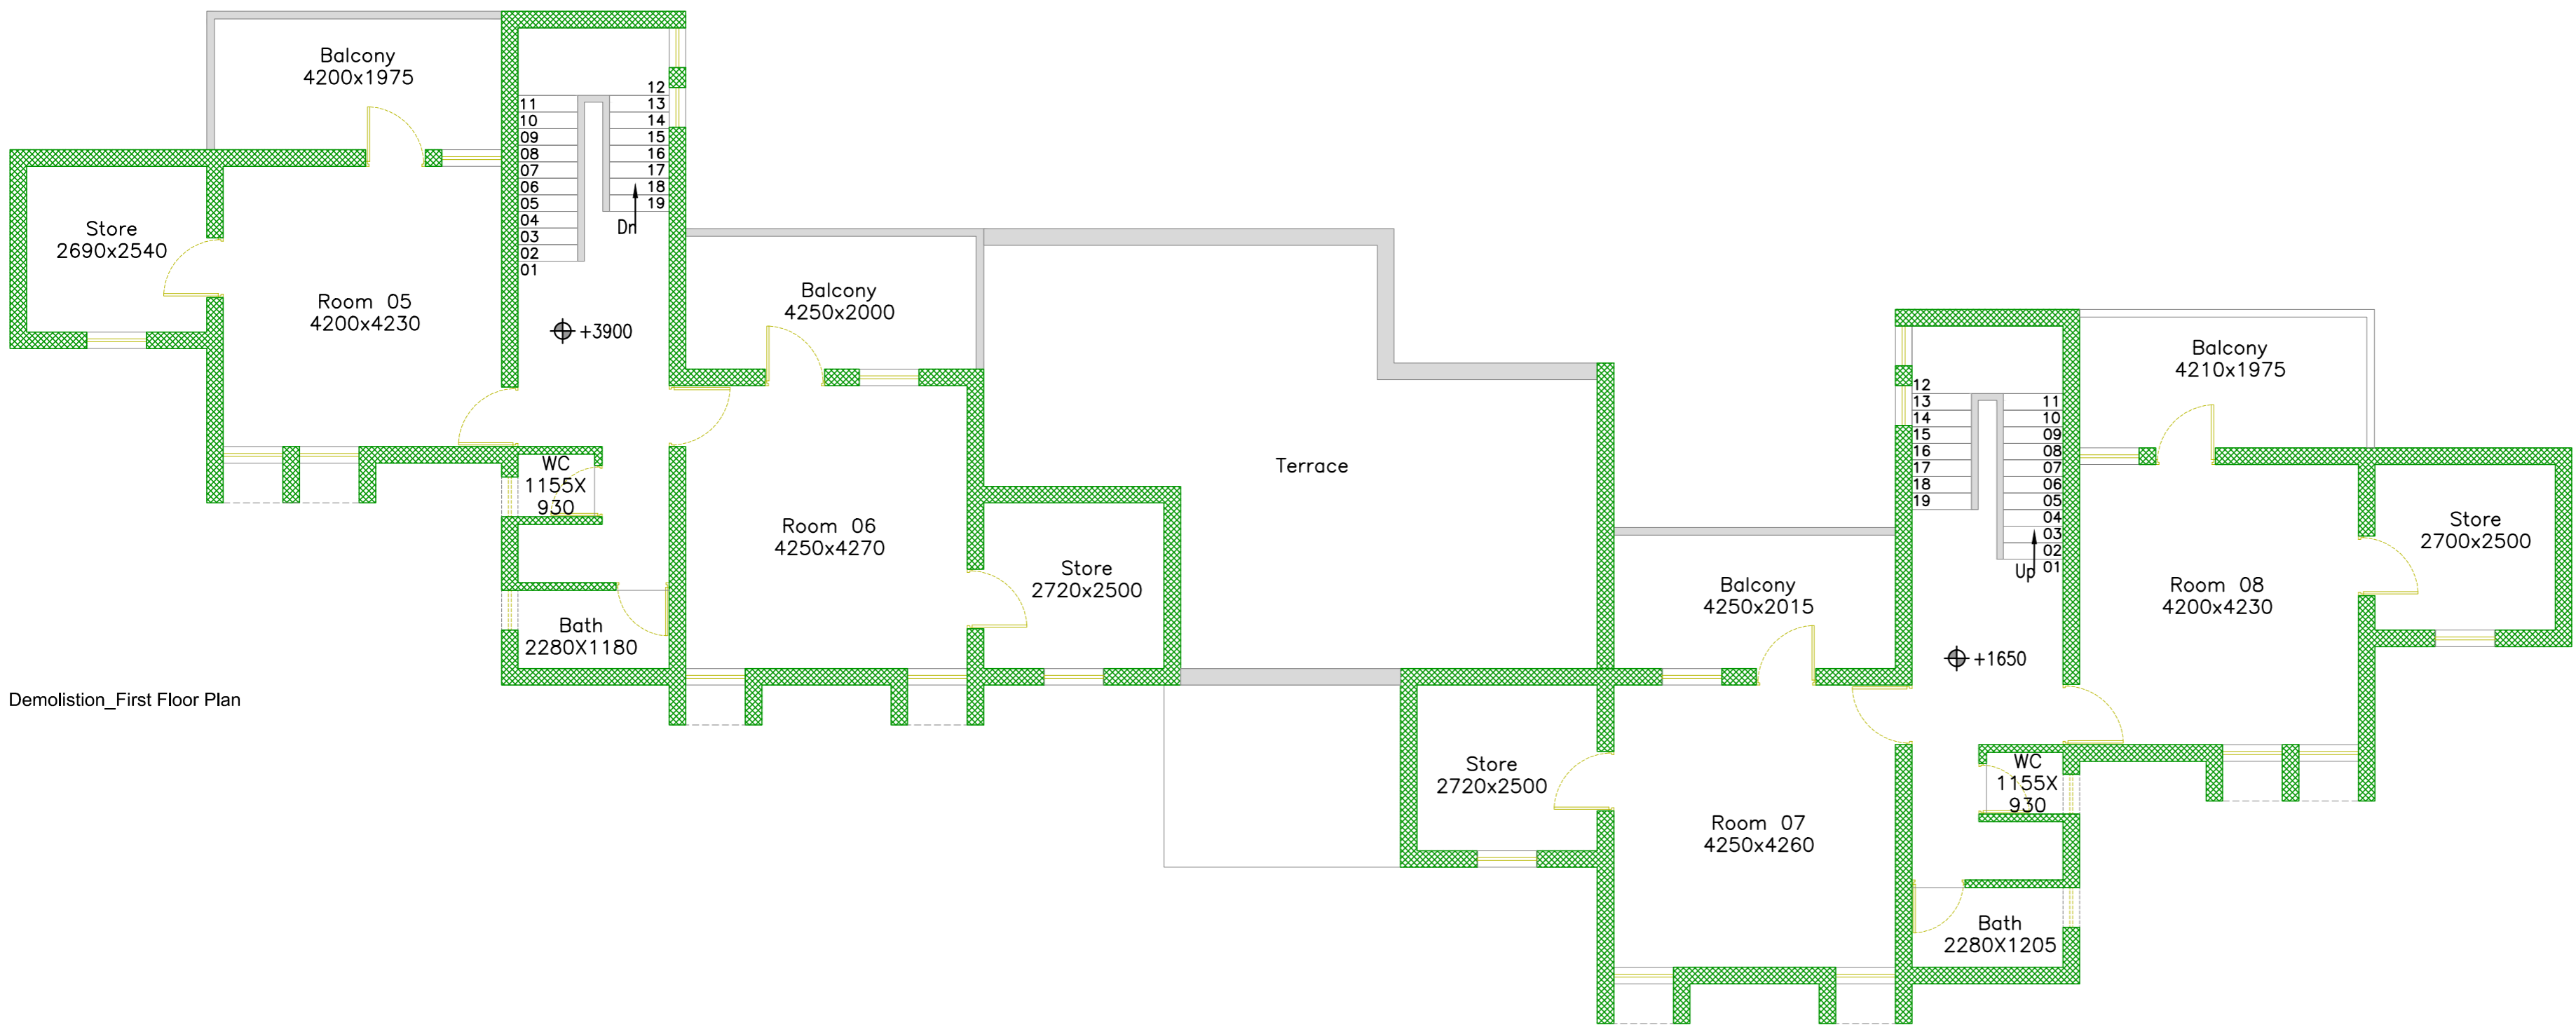 Balcony
4200x1975
11
10
09
08
07
06
05
04
03
02
01
12
13
14
15
16
17
18
19
Dn
Store
2690x2540
Room 05
4200x4230
+3900
Balcony
4250x2000
WC
1155X
930
Bath
2280X1180
Room 06
4250x4270
Store
2720x2500
Terrace
Demolistion_First Floor Plan
Balcony
4210x1975
12
13
14
15
16
17
18
19
11
10
09
08
07
06
05
04
03
02
01
Up
Balcony
4250x2015
Room 08
4200x4230
Store
2700x2500
+1650
Store
2720x2500
Room 07
4250x4260
WC
1155X
930
Bath
2280X1205